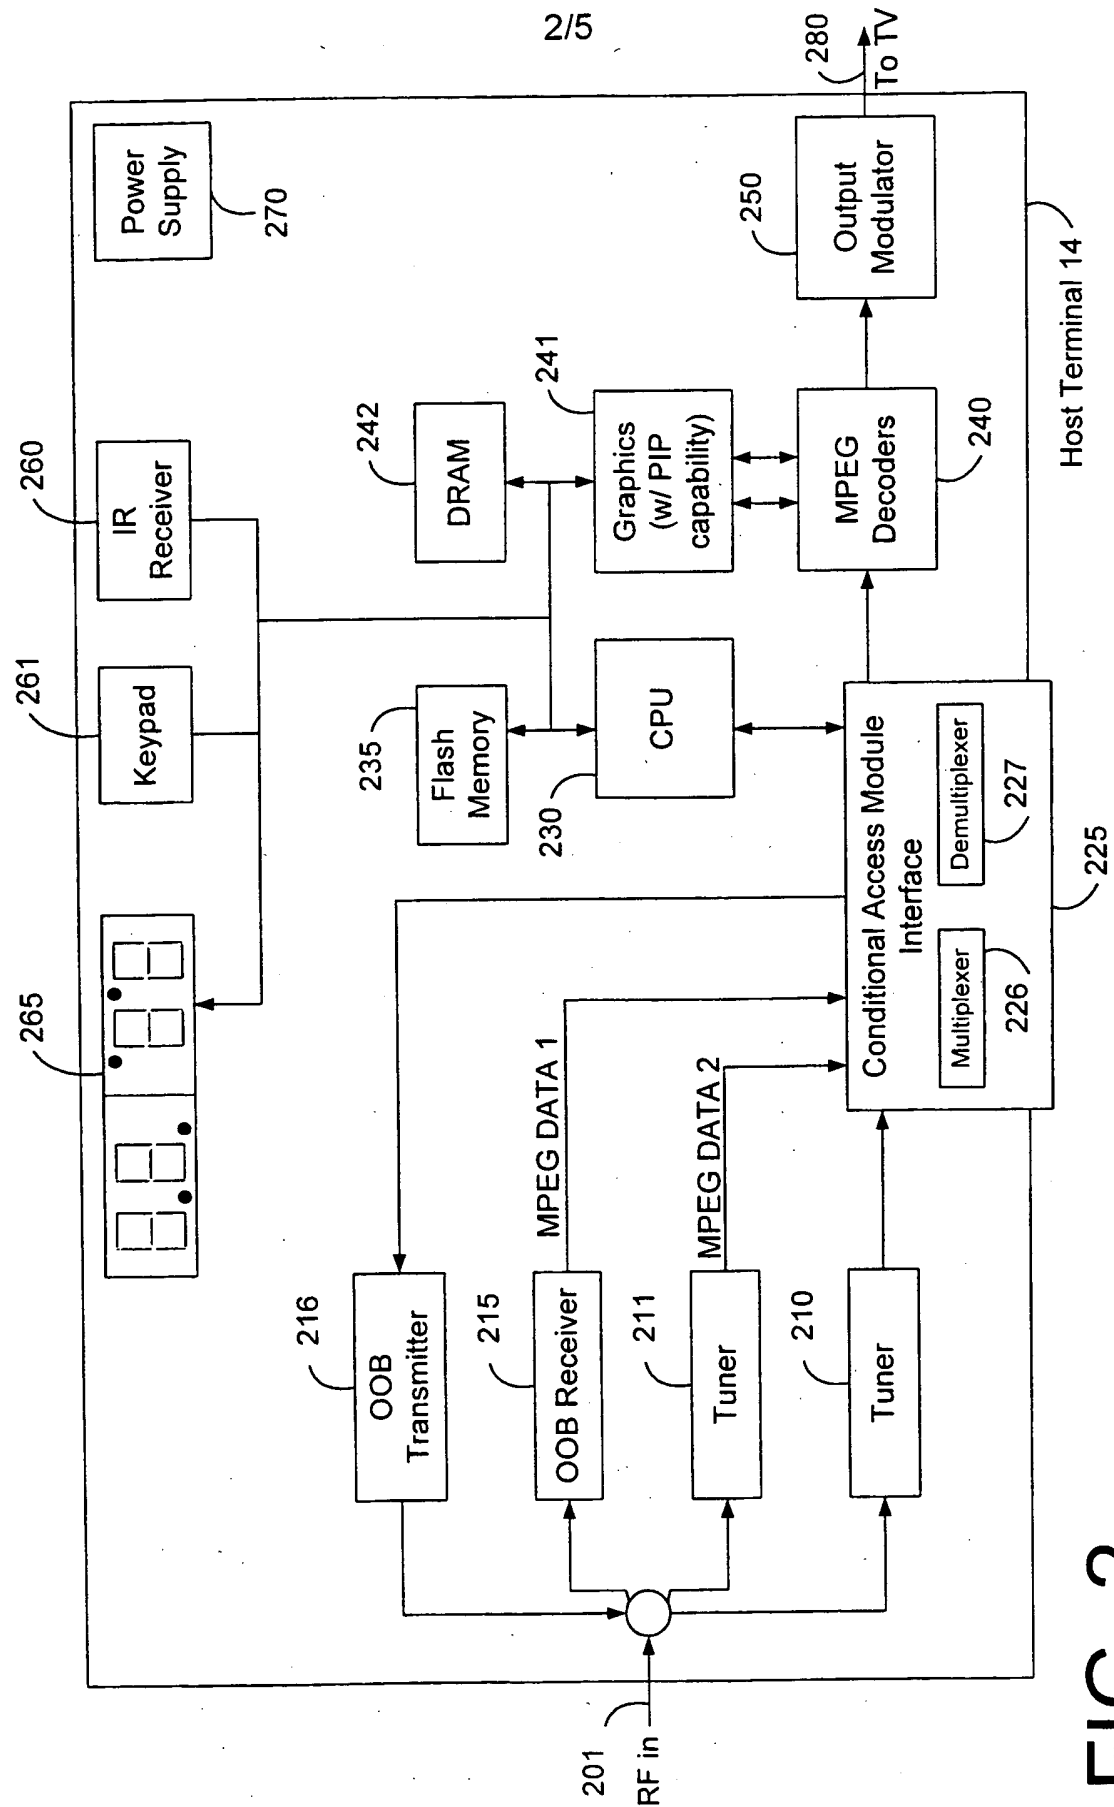 2/5
265
261
Keypad
260
IR
Receiver
Power
Supply
270
216
OOB
Transmitter
235
Flash
Memory
242
DRAM
215
OOB Receiver
MPEG DATA 1
230
CPU
241
Graphics
(w/ PIP
capability)
201
RF in
211
Tuner
MPEG DATA 2
210
Tuner
Conditional Access Module
Interface
Multiplexer
226
Demultiplexer
227
225
MPEG
Decoders
240
250
Output
Modulator
280
To TV
Host Terminal 14
FIG. 2